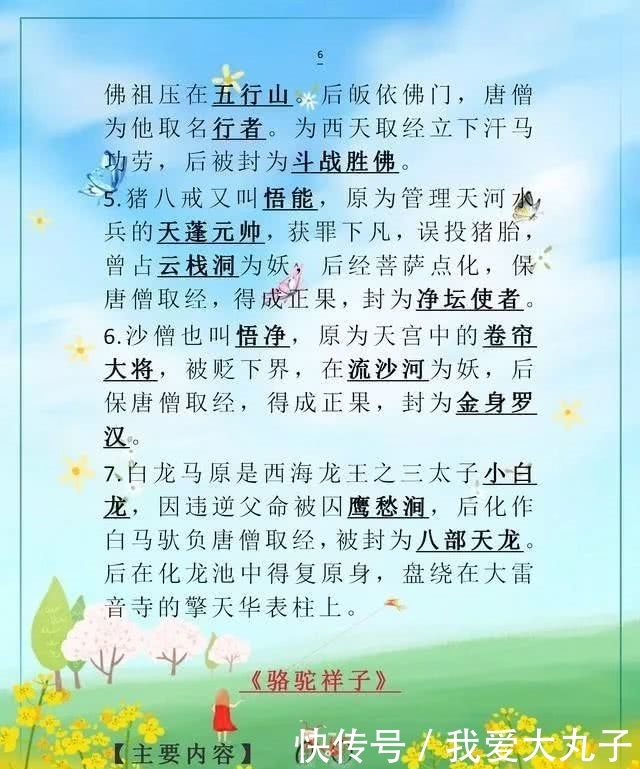 6
佛祖压在五行山。后皈依佛门，唐僧
为他取名行者。为西天取经立下汗马
功劳，后被封为斗战胜佛。
5.猪八戒又叫悟能，原为管理天河水
兵的天蓬元帅，获罪下凡，误投猪胎，
曾占云栈洞为妖，后经菩萨点化，保
唐僧取经，得成正果，封为净坛使者。
6.沙僧也叫悟净，原为天宫中的卷帘
大将，被贬下界，在流沙河为妖，后
保唐僧取经，得成正果，封为金身罗
汉。
7.白龙马原是西海龙王之三太子小白
龙，因违逆父命被囚鹰愁涧，后化作
白马驮负唐僧取经，被封为八部天龙。
后在化龙池中得复原身，盘绕在大雷
音寺的擎天华表柱上。
《骆驼祥子》
【主要内容】
快传号／我爱大丸子